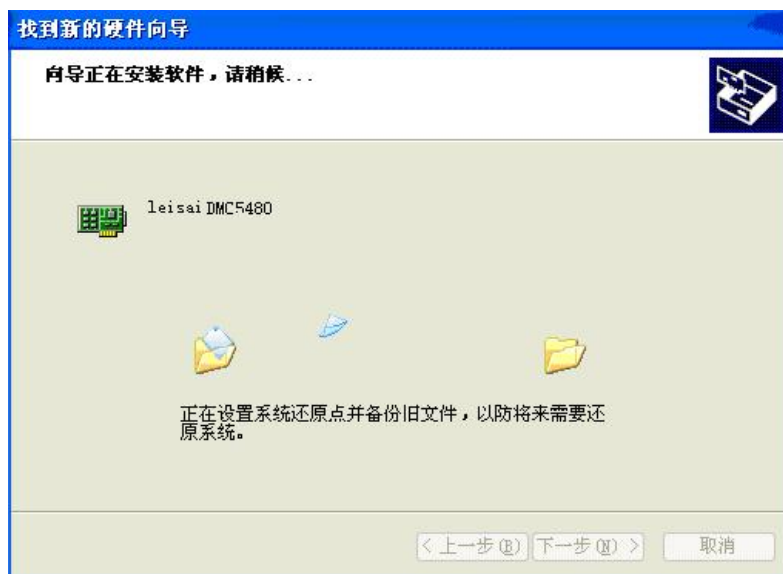 找到新的硬件向导
向导正在安装软件，请稍候...
leisai DMC5480
正在设置系统还原点并备份旧文件，以防将来需要还
原系统。
< 上一步(B) 下一步(N) > 取消